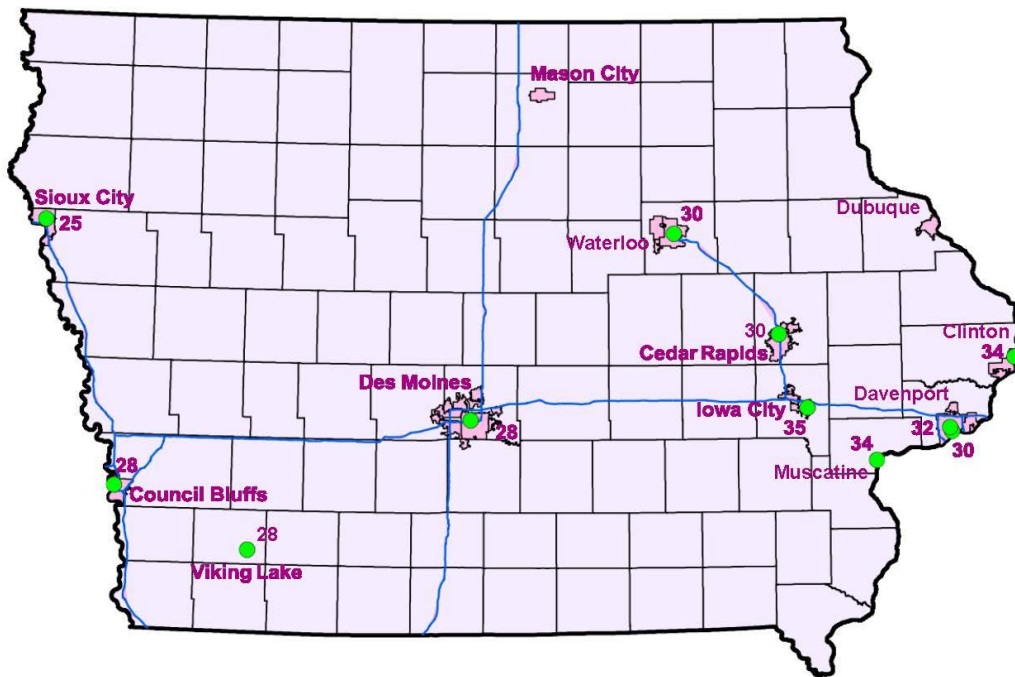 Mason City
Sioux City
25
30
Dubuque
Waterloo
30
Clinton
34
Cedar Rapids
Des Moines
28
Davenport
Iowa City
35
32
30
34
Muscatine
28
Council Bluffs
28
Viking Lake